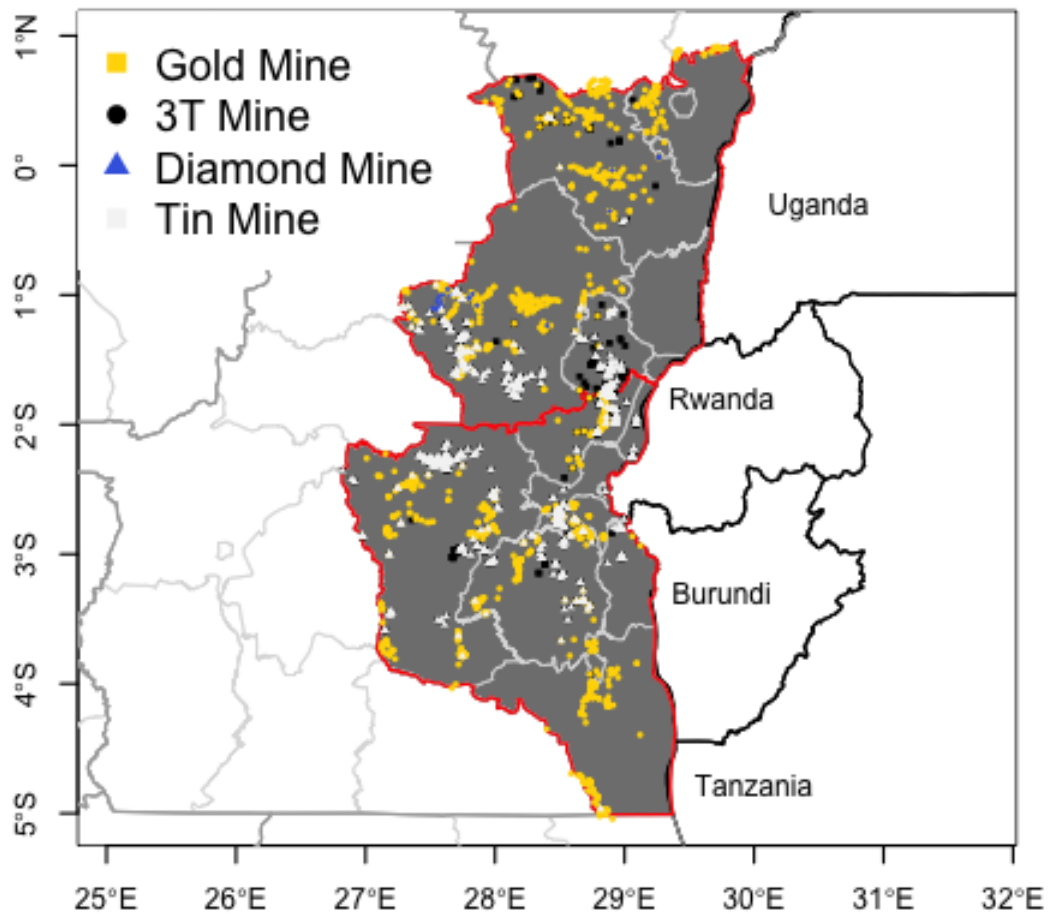 Gold Mine
3T Mine
Diamond Mine
Tin Mine
Uganda
Rwanda
Burundi
Tanzania
1°N
0°
1°S
2°S
3°S
4°S
5°S
25°E 26°E 27°E 28°E 29°E 30°E 31°E 32°E